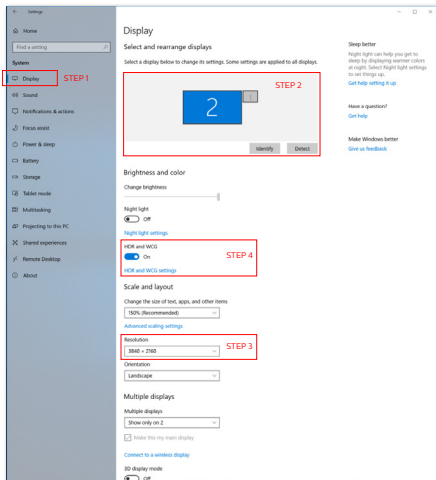 Settings
Home
Find a setting
System
Display
STEP 1
Sound
Notifications & actions
Focus assist
Power & sleep
Battery
Storage
Tablet mode
Multitasking
Projecting to this PC
Shared experiences
Remote Desktop
About
Display
Select and rearrange displays
Select a display below to change its settings. Some settings are applied to all displays.
STEP 2
2
1
Identify
Detect
Brightness and color
Change brightness
Night light
Off
Night light settings
HDR and WCG
On
STEP 4
HDR and WCG settings
Scale and layout
Change the size of text, apps, and other items
150% (Recommended)
Advanced scaling settings
Resolution
3840 × 2160
STEP 3
Orientation
Landscape
Multiple displays
Multiple displays
Show only on 2
Make this my main display
Connect to a wireless display
3D display mode
Off
Sleep better
Night light can help you get to
sleep by displaying warmer colors
at night. Select Night light settings
to set things up.
Get help setting it up
Have a question?
Get help
Make Windows better
Give us feedback